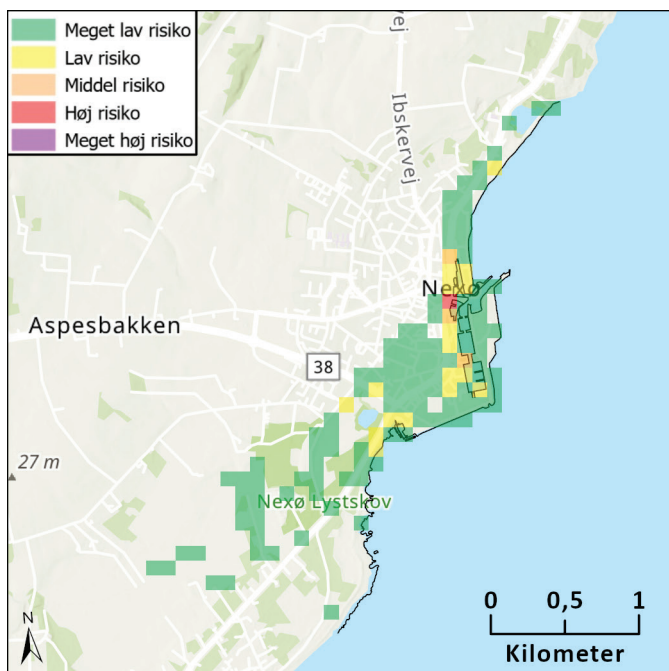 Meget lav risiko
Lav risiko
Middel risiko
Høj risiko
Meget høj risiko
Ibskervej
Nexø
Aspesbakken
38
27 m
Nexø Lystskov
N
0 0,5 1
Kilometer